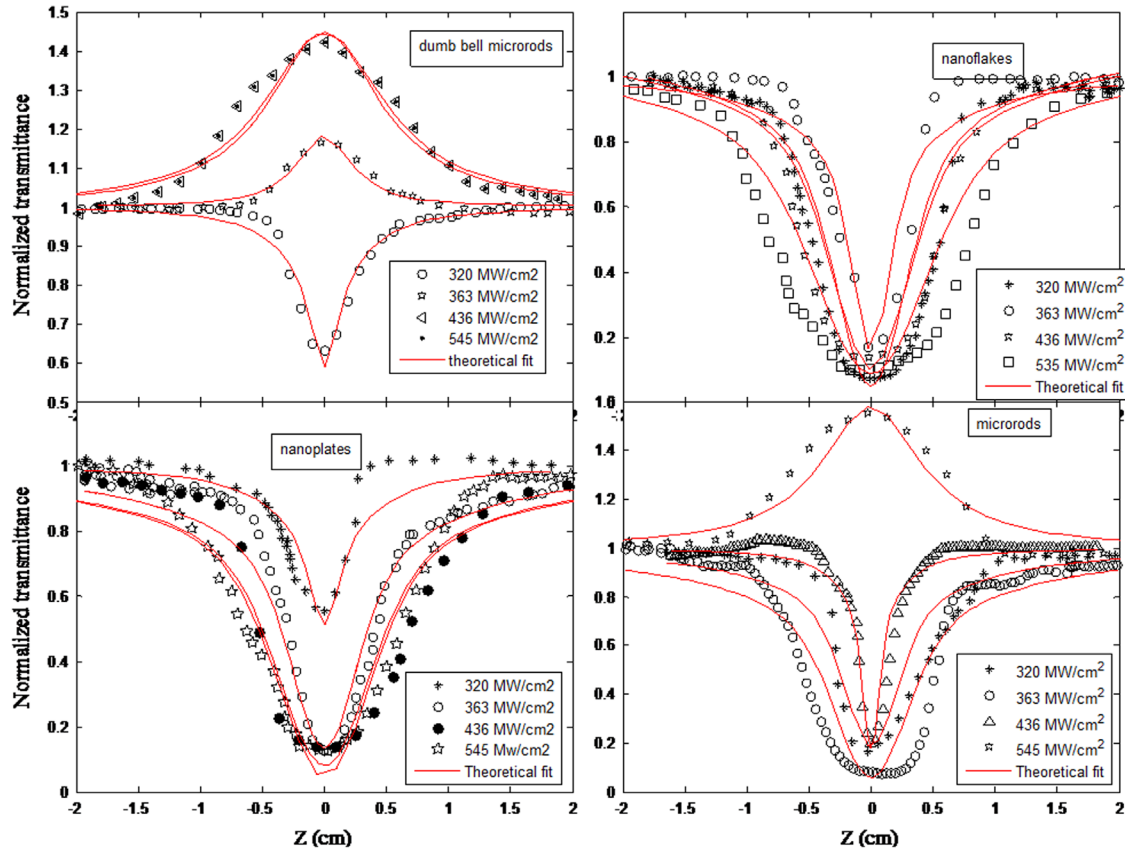 Normalized transmittance
1.5
1.4
1.3
1.2
1.1
1
0.9
0.8
0.7
0.6
0.5
dumb bell microrods
320 MW/cm2
363 MW/cm2
436 MW/cm2
545 MW/cm2
theoretical fit
1.2
1
0.8
0.6
0.4
0.2
nanoflakes
320 MW/cm²
363 MW/cm²
436 MW/cm²
535 MW/cm²
Theoretical fit
Normalized transmittance
1
0.8
0.6
0.4
0.2
0
nanoplates
320 MW/cm2
363 MW/cm2
436 MW/cm2
545 Mw/cm2
Theoretical fit
-2 -1.5 -1 -0.5 0 0.5 1 1.5 2
Z (cm)
1.4
1.2
1
0.8
0.6
0.4
0.2
0
microrods
320 MW/cm²
363 MW/cm²
436 MW/cm²
545 MW/cm²
Theoretical fit
-2 -1.5 -1 -0.5 0 0.5 1 1.5 2
Z (cm)